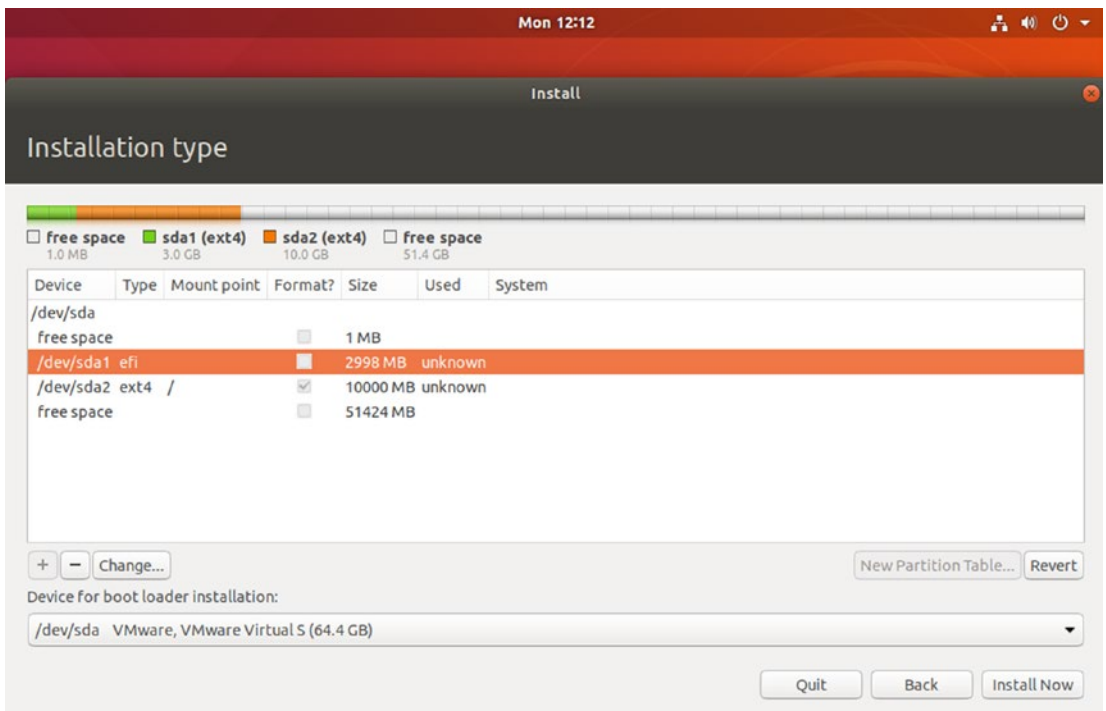 Mon 12:12
Install
Installation type
free space sda1 (ext4) sda2 (ext4) free space
1.0 MB 3.0 GB 10.0 GB 51.4 GB
Device Type Mount point Format? Size Used System
/dev/sda
free space 1 MB
/dev/sda1 efi 2998 MB unknown
/dev/sda2 ext4 / 10000 MB unknown
free space 51424 MB
+ − Change... New Partition Table... Revert
Device for boot loader installation:
/dev/sda VMware, VMware Virtual S (64.4 GB)
Quit Back Install Now